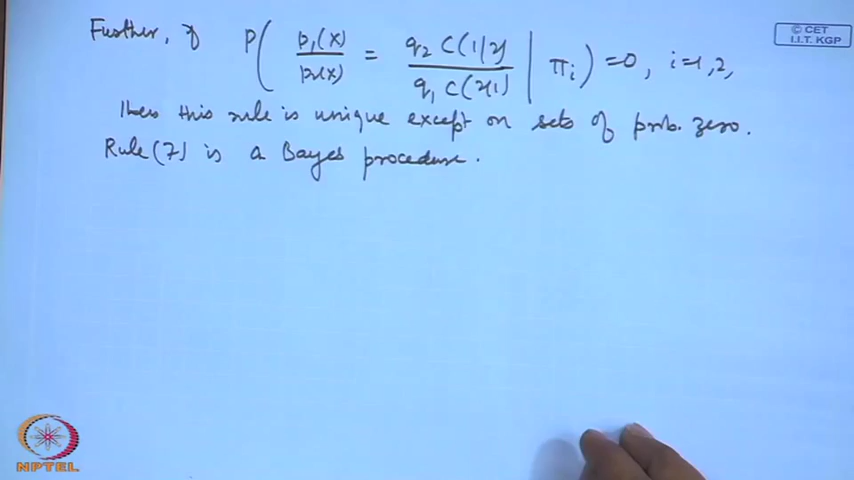 Further, if P( p₁(x) / p₂(x) = q₂ C(1|2) / q₁ C(2|1) | πᵢ ) = 0, i=1,2,
then this rule is unique except on sets of prob. zero.
Rule (7) is a Bayes procedure.
© CET
I.I.T. KGP
NPTEL